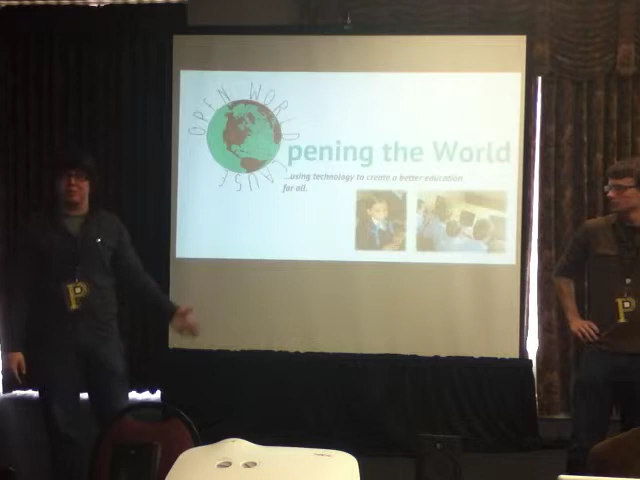 OPEN WORLD
CAUSE
pening the World
...using technology to create a better education
for all.
P
P